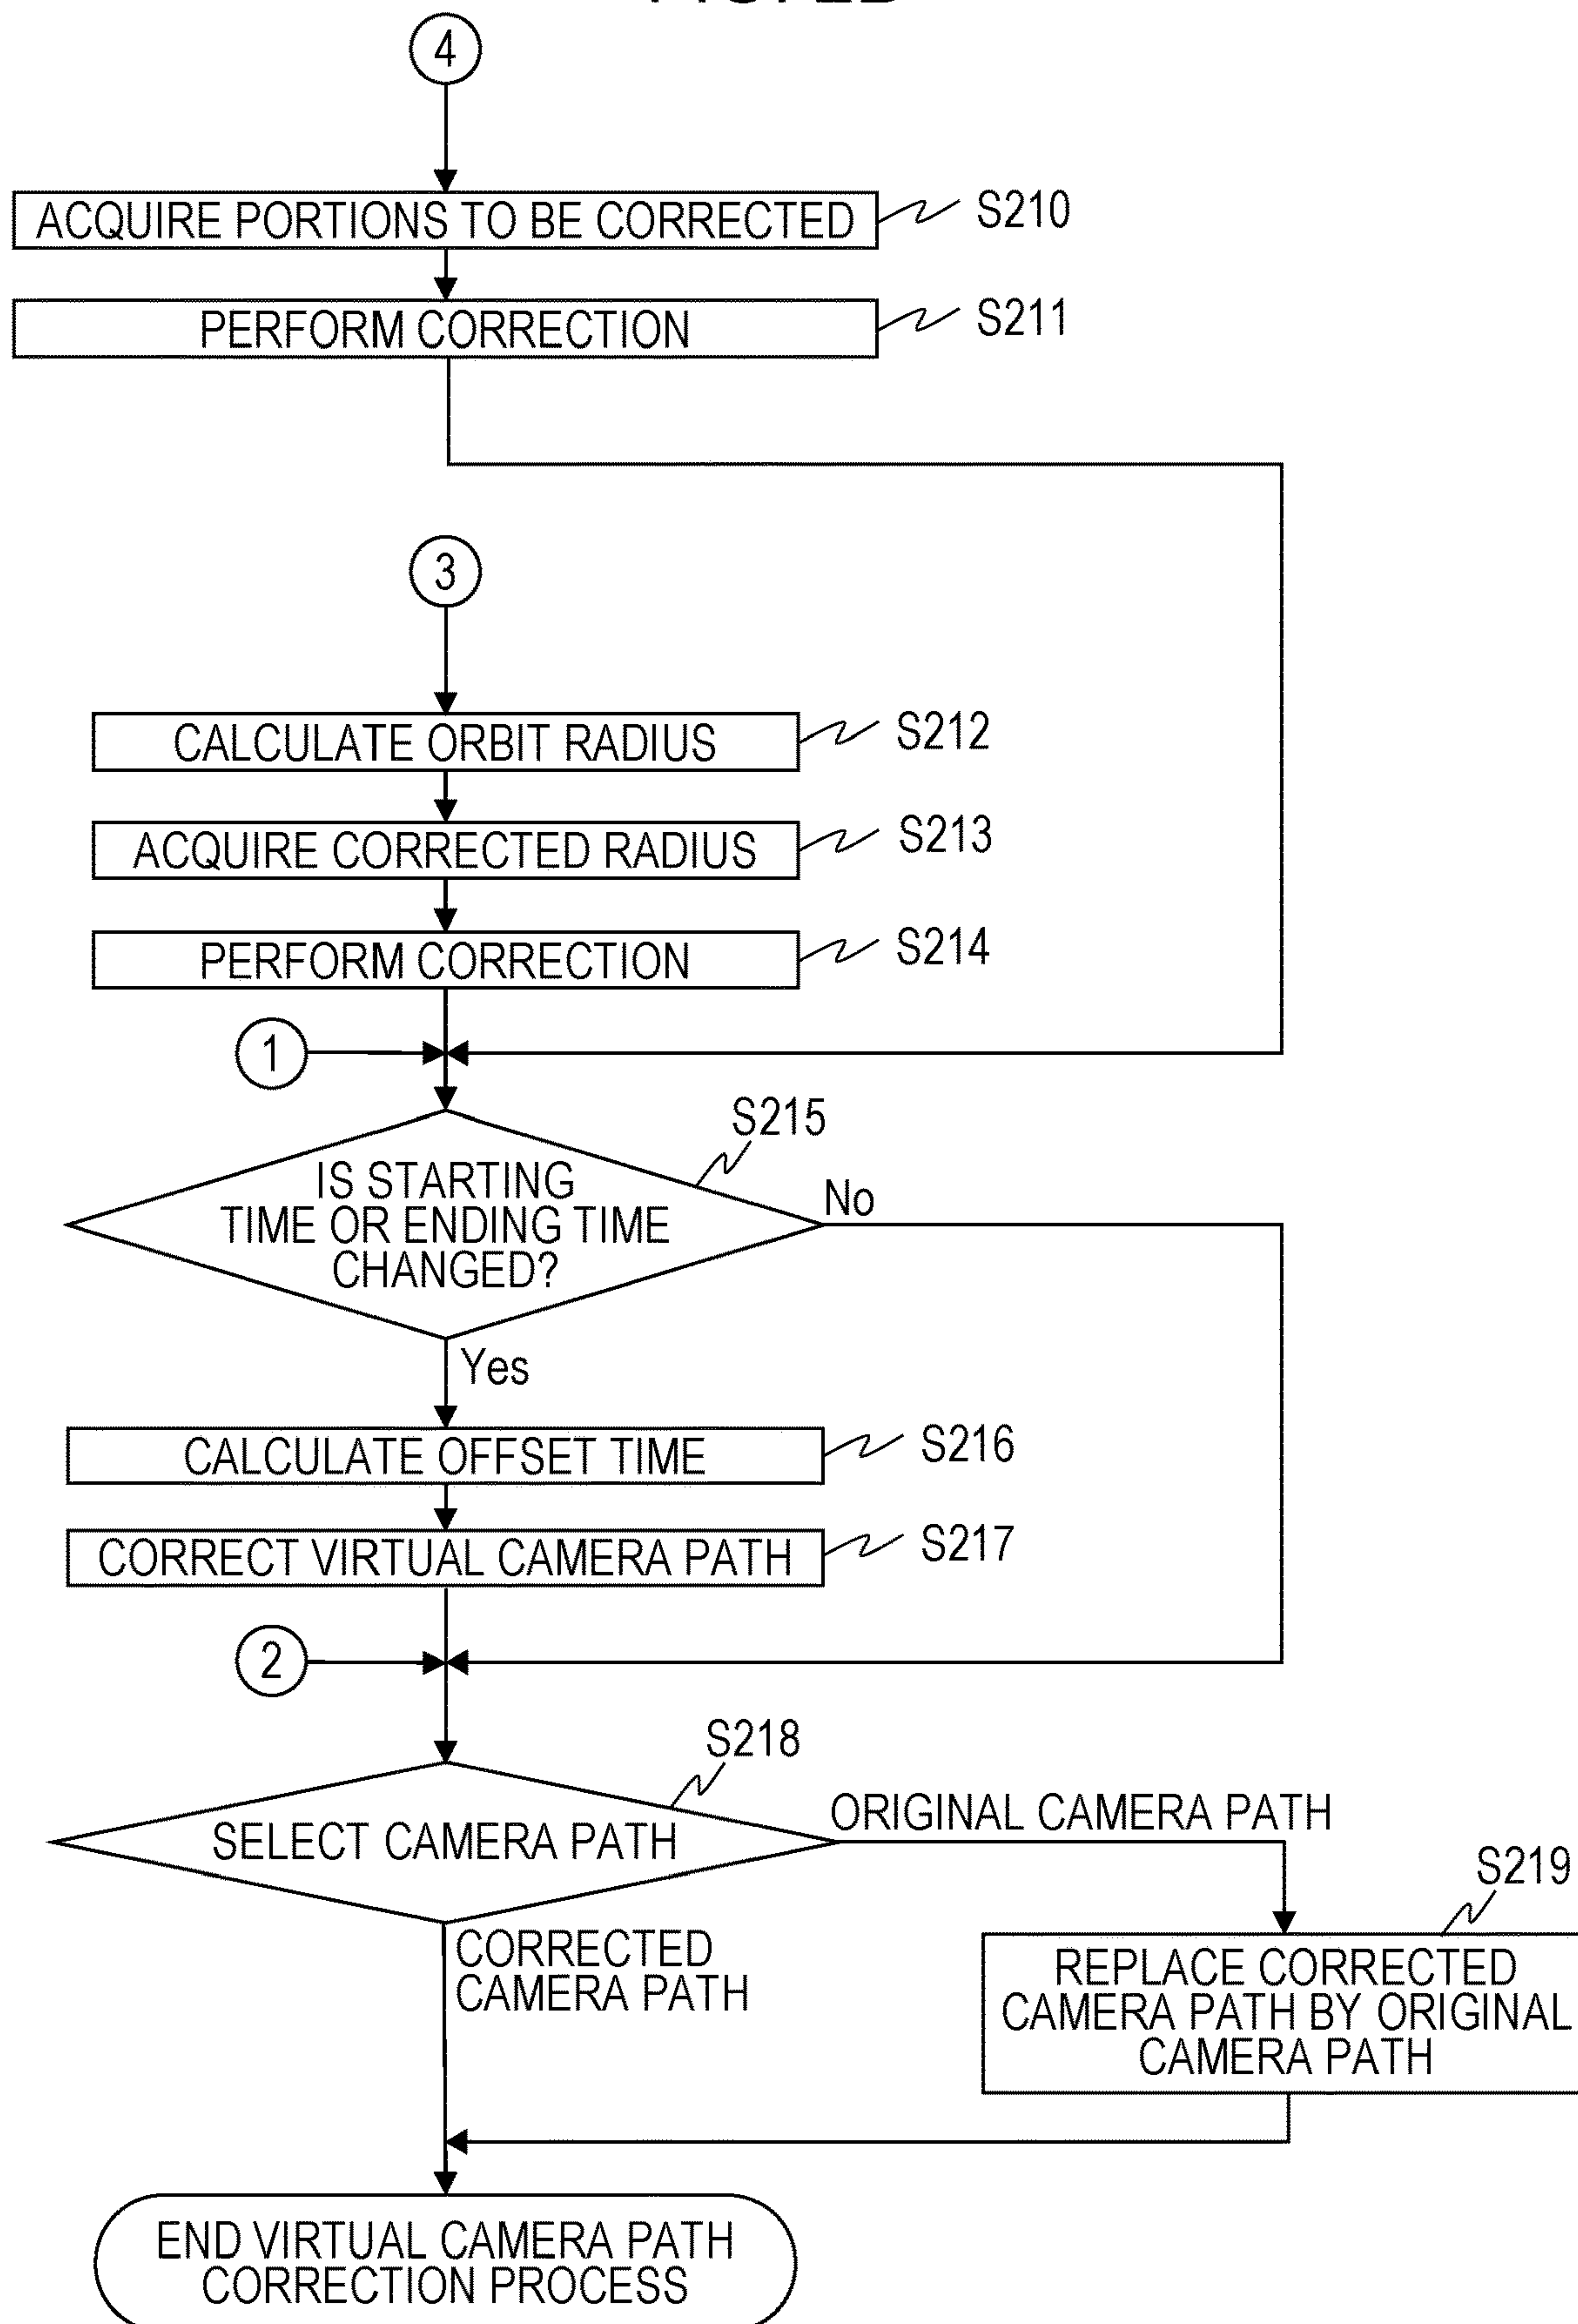 4
ACQUIRE PORTIONS TO BE CORRECTED
S210
PERFORM CORRECTION
S211
3
CALCULATE ORBIT RADIUS
S212
ACQUIRE CORRECTED RADIUS
S213
PERFORM CORRECTION
S214
1
S215
IS STARTING
TIME OR ENDING TIME
CHANGED?
No
Yes
CALCULATE OFFSET TIME
S216
CORRECT VIRTUAL CAMERA PATH
S217
2
S218
SELECT CAMERA PATH
ORIGINAL CAMERA PATH
S219
CORRECTED
CAMERA PATH
REPLACE CORRECTED
CAMERA PATH BY ORIGINAL
CAMERA PATH
END VIRTUAL CAMERA PATH
CORRECTION PROCESS